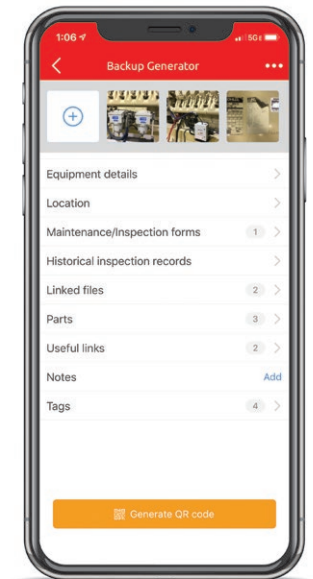 1:06
5GE
Backup Generator
Equipment details
Location
Maintenance/Inspection forms 1
Historical inspection records
Linked files 2
Parts 3
Useful links 2
Notes Add
Tags 4
Generate QR code